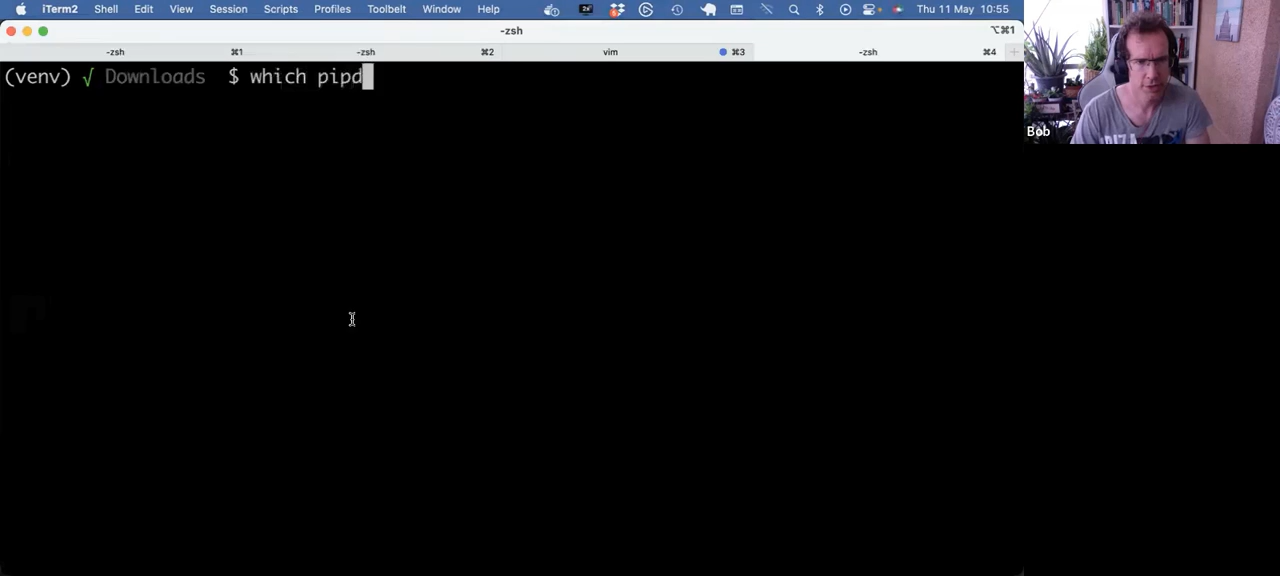 iTerm2 Shell Edit View Session Scripts Profiles Toolbelt Window Help Thu 11 May 10:55
-zsh ⌥⌘1
-zsh ⌘1 -zsh ⌘2 vim ⌘3 -zsh ⌘4
(venv) √ Downloads $ which pipd
Bob